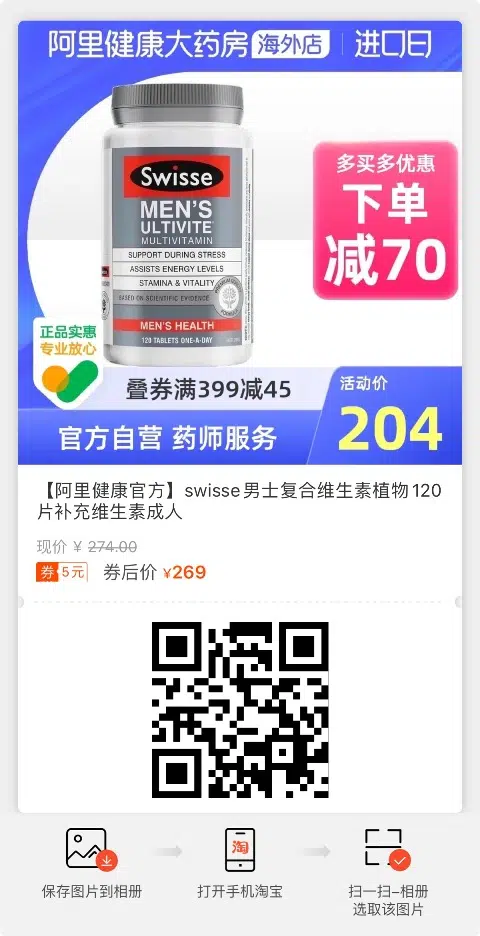 阿里健康大药房 海外店 进口日
Swisse
MEN'S
ULTIVITE
MULTIVITAMIN
SUPPORT DURING STRESS
ASSISTS ENERGY LEVELS
STAMINA & VITALITY
BASED ON SCIENTIFIC EVIDENCE
MEN'S HEALTH
120 TABLETS ONE-A-DAY
多买多优惠
下单
减70
正品实惠
专业放心
叠券满399减45
活动价
官方自营 药师服务
204
【阿里健康官方】swisse男士复合维生素植物120
片补充维生素成人
现价 ¥ 274.00
券 5元 券后价 ¥269
淘
保存图片到相册
打开手机淘宝
扫一扫-相册
选取该图片